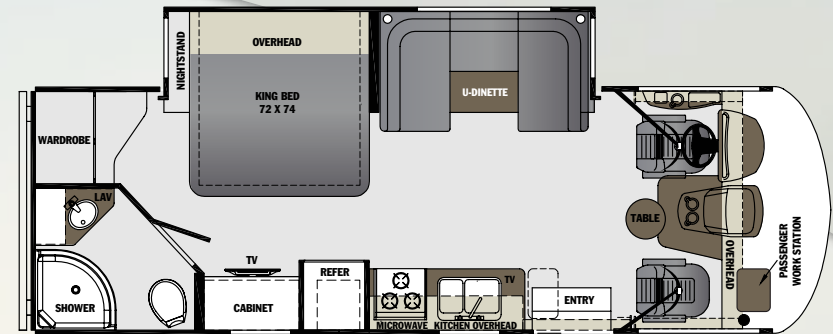 NIGHTSTAND
OVERHEAD
KING BED
72 X 74
U-DINETTE
WARDROBE
LAV
SHOWER
TV
CABINET
REFER
MICROWAVE
KITCHEN OVERHEAD
TV
ENTRY
TABLE
OVERHEAD
PASSENGER
WORK STATION